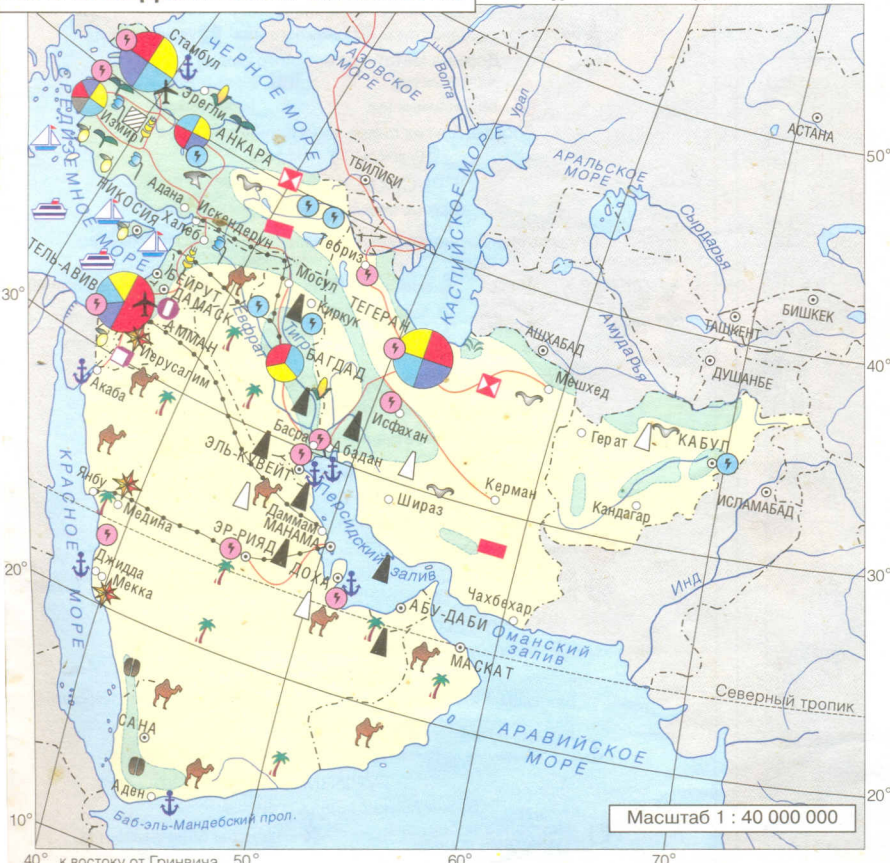 Стамбул
ЧЕРНОЕ МОРЕ
АЗОВСКОЕ
МОРЕ
Волга
Урал
АСТАНА
50°
СРЕДИЗЕМНОЕ МОРЕ
Эрегли
Измир
АНКАРА
ТБИЛИСИ
КАСПИЙСКОЕ МОРЕ
АРАЛЬСКОЕ
МОРЕ
Сырдарья
Адана
НИКОСИЯ
Искендерун
Халеб
Тебриз
ТЕЛЬ-АВИВ
БЕЙРУТ
ДАМАСК
Мосул
Киркук
ТЕГЕРАН
30°
АММАН
Иерусалим
Евфрат
Тигр
БАГДАД
АШХАБАД
Амударья
ТАШКЕНТ
БИШКЕК
40°
ДУШАНБЕ
Мешхед
Акаба
Исфахан
Басра
Абадан
Герат
КАБУЛ
КРАСНОЕ МОРЕ
ЭЛЬ-КУВЕЙТ
Янбу
Медина
Персидский залив
Шираз
Керман
Кандагар
ИСЛАМАБАД
Даммам
МАНАМА
ЭР-РИЯД
ДОХА
20°
Джидда
Мекка
Чахбехар
Инд
30°
АБУ-ДАБИ
Оманский
залив
МАСКАТ
Северный тропик
САНА
АРАВИЙСКОЕ
МОРЕ
Аден
Баб-эль-Мандебский прол.
10°
Масштаб 1 : 40 000 000
20°
40°
к востоку от Гринвича
50°
60°
70°